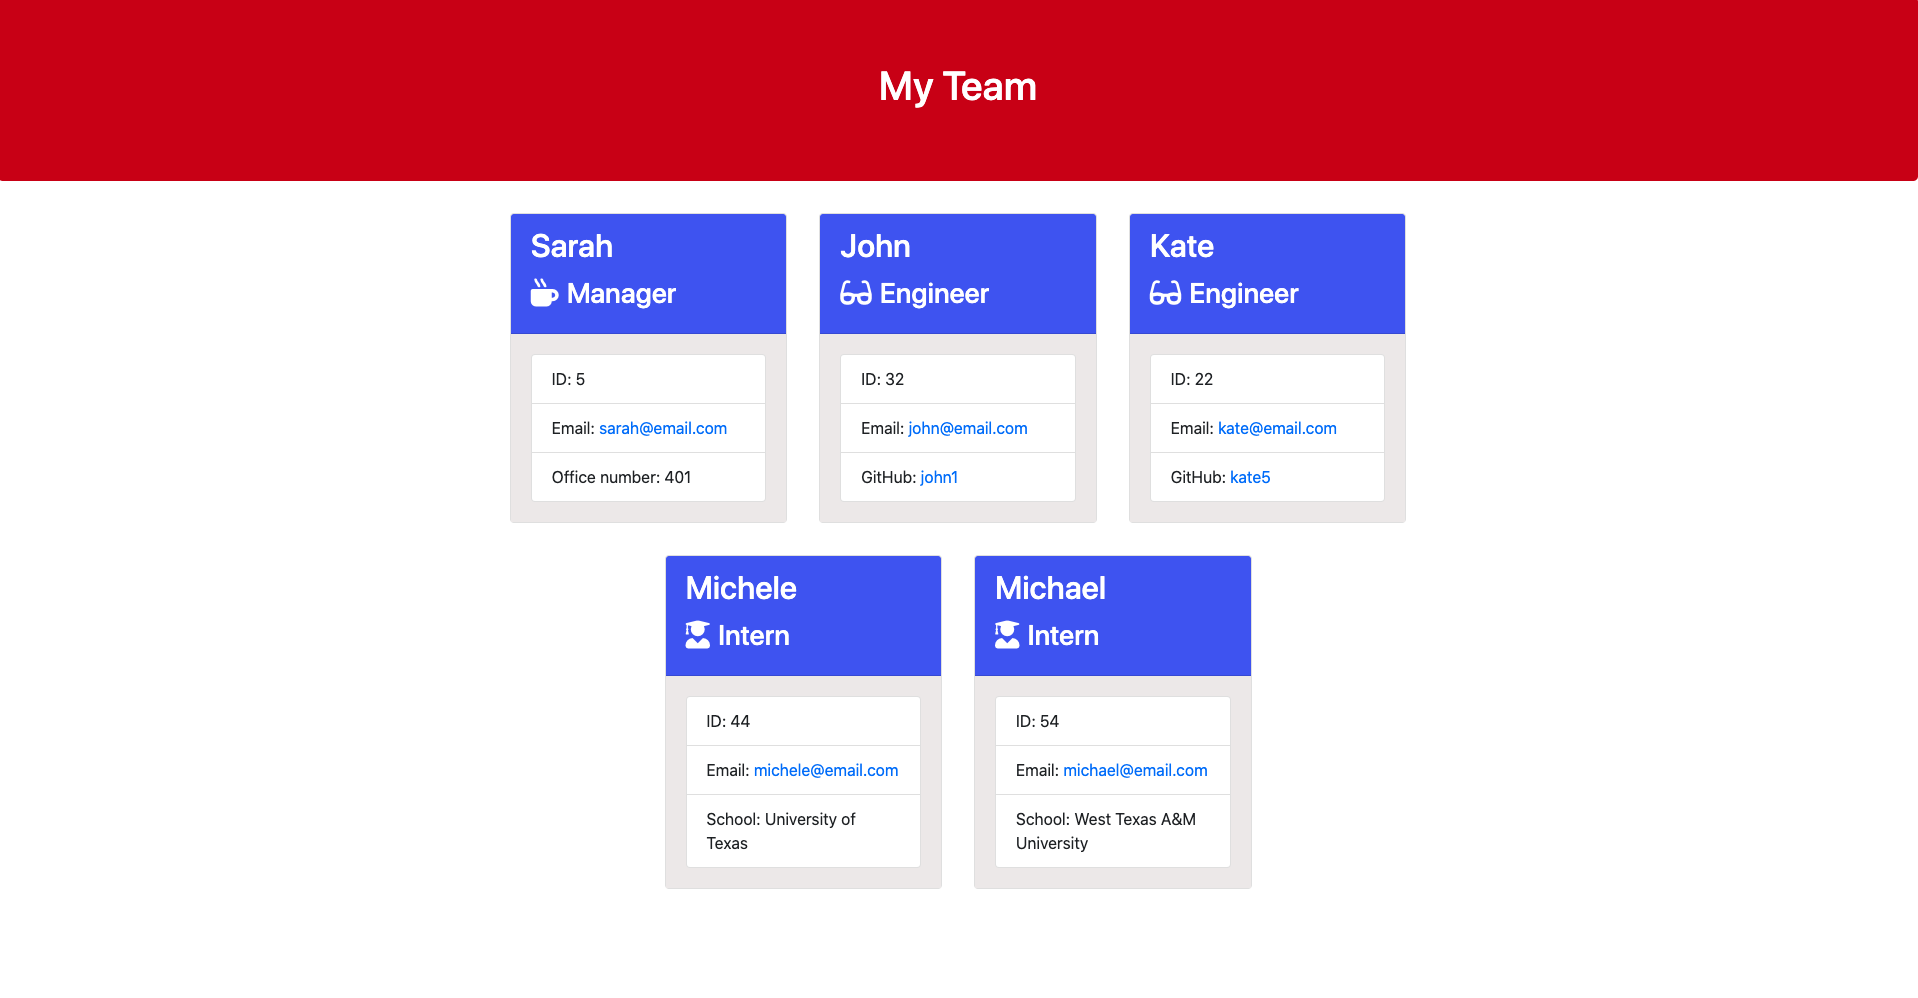 My Team
Sarah
Manager
ID: 5
Email: sarah@email.com
Office number: 401
John
Engineer
ID: 32
Email: john@email.com
GitHub: john1
Kate
Engineer
ID: 22
Email: kate@email.com
GitHub: kate5
Michele
Intern
ID: 44
Email: michele@email.com
School: University of
Texas
Michael
Intern
ID: 54
Email: michael@email.com
School: West Texas A&M
University